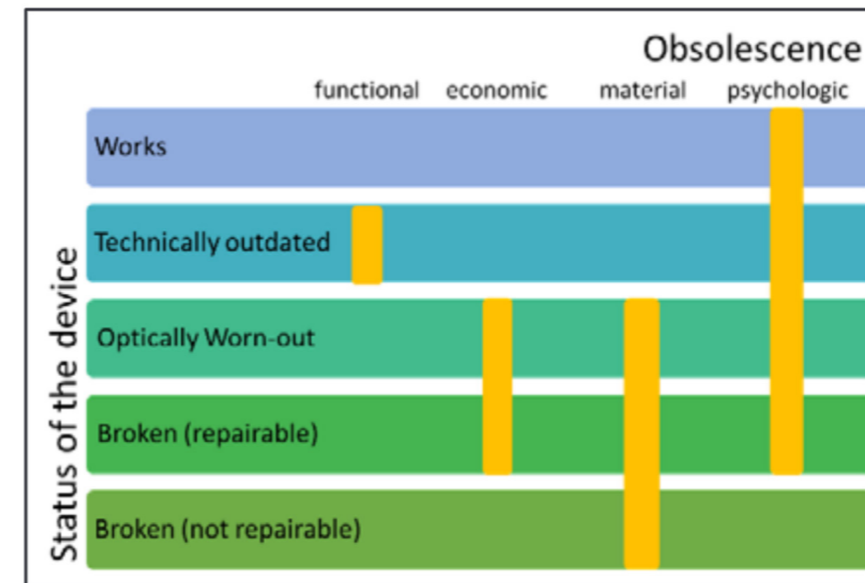 Obsolescence
functional economic material psychologic
Works
Technically outdated
Optically Worn-out
Broken (repairable)
Broken (not repairable)
Status of the device